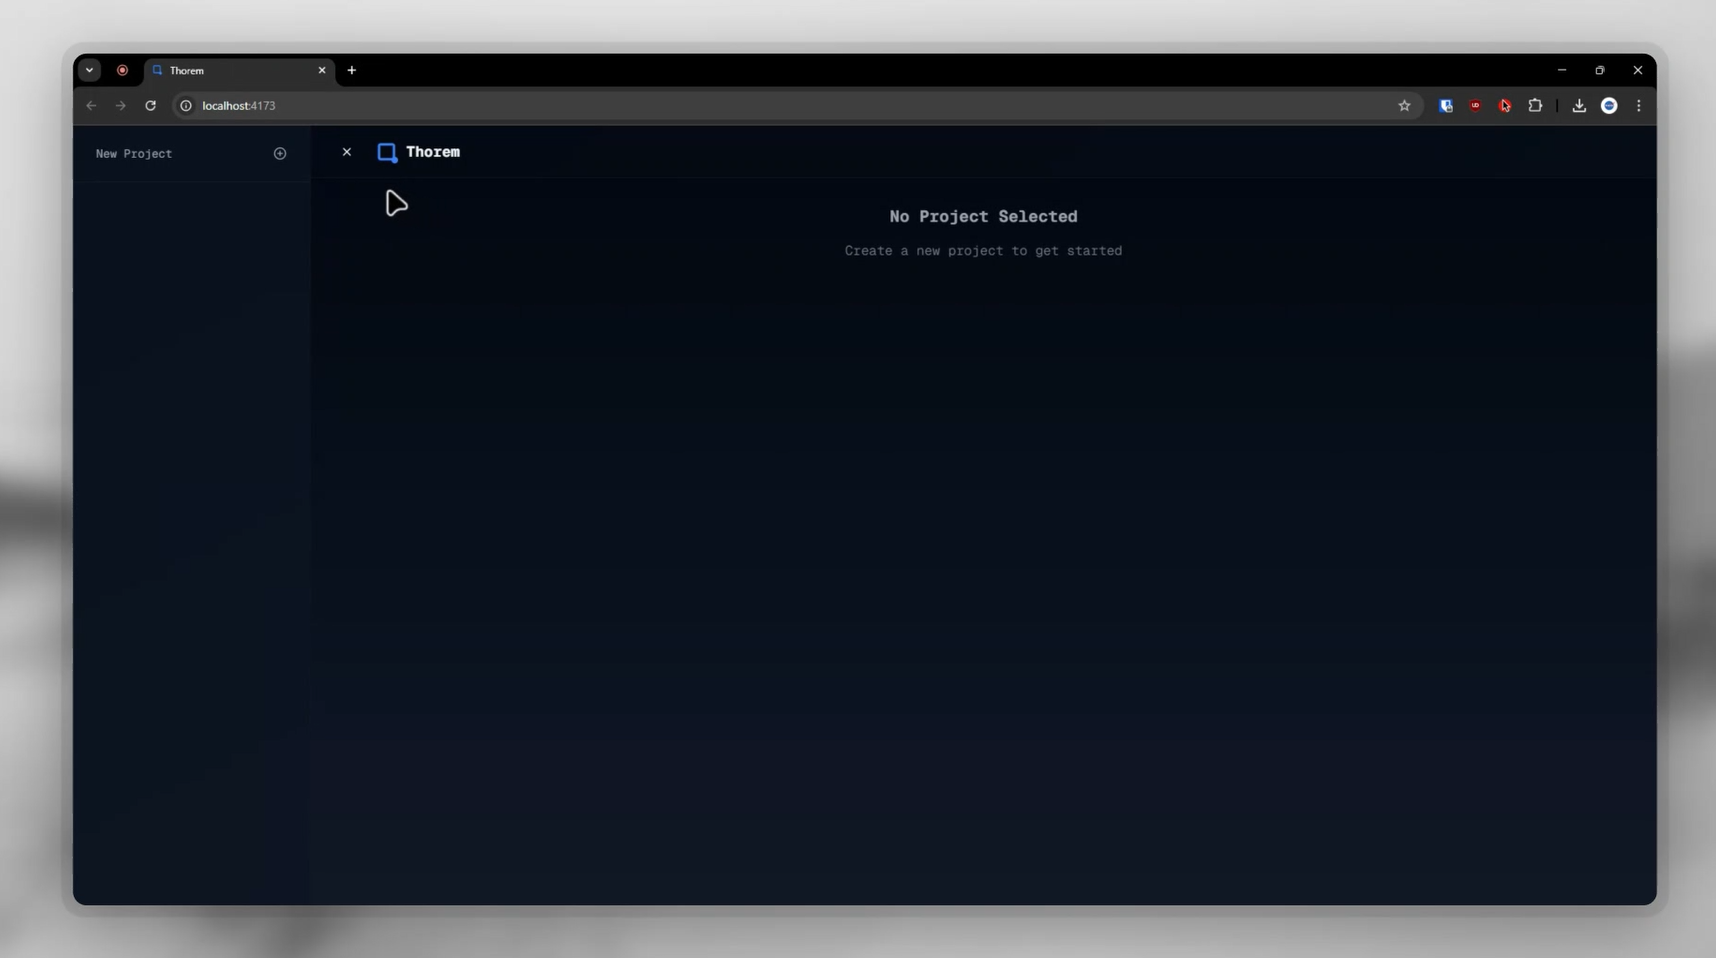 Thorem
localhost:4173
New Project
Thorem
No Project Selected
Create a new project to get started